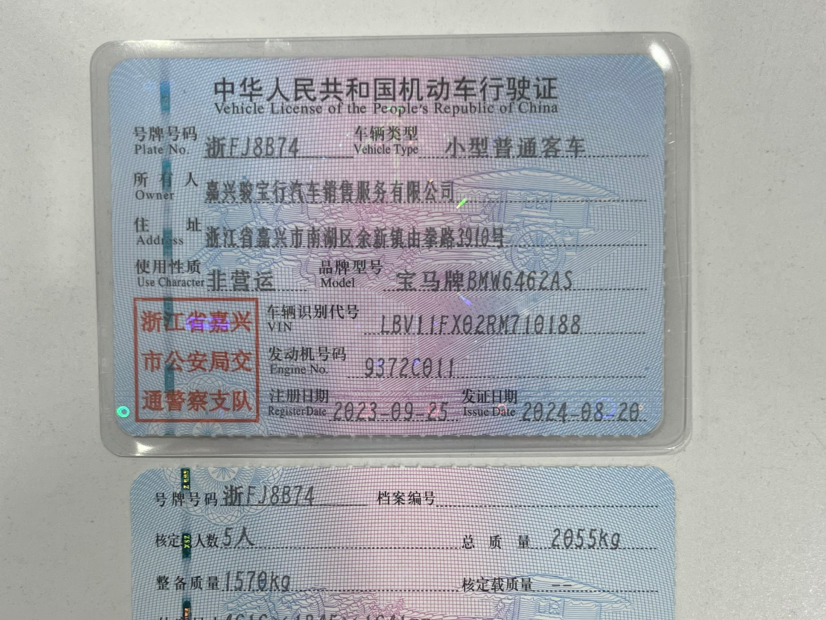 中华人民共和国机动车行驶证
Vehicle License of the People's Republic of China
号牌号码 浙FJ8B74 车辆类型 小型普通客车
Plate No. Vehicle Type
所有人 嘉兴骏宝行汽车销售服务有限公司
Owner
住址 浙江省嘉兴市南湖区余新镇由拳路3910号
Address
使用性质 非营运 品牌型号 宝马牌BMW6462AS
Use Character Model
浙江省嘉兴
市公安局交
通警察支队
车辆识别代号 LBV11FX02RM710188
VIN
发动机号码 9372C011
Engine No.
注册日期 2023-09-25 发证日期 2024-08-20
Register Date Issue Date
号牌号码 浙FJ8B74 档案编号
核定 人数 5人 总质量 2055kg
整备质量 1570kg 核定载质量 --